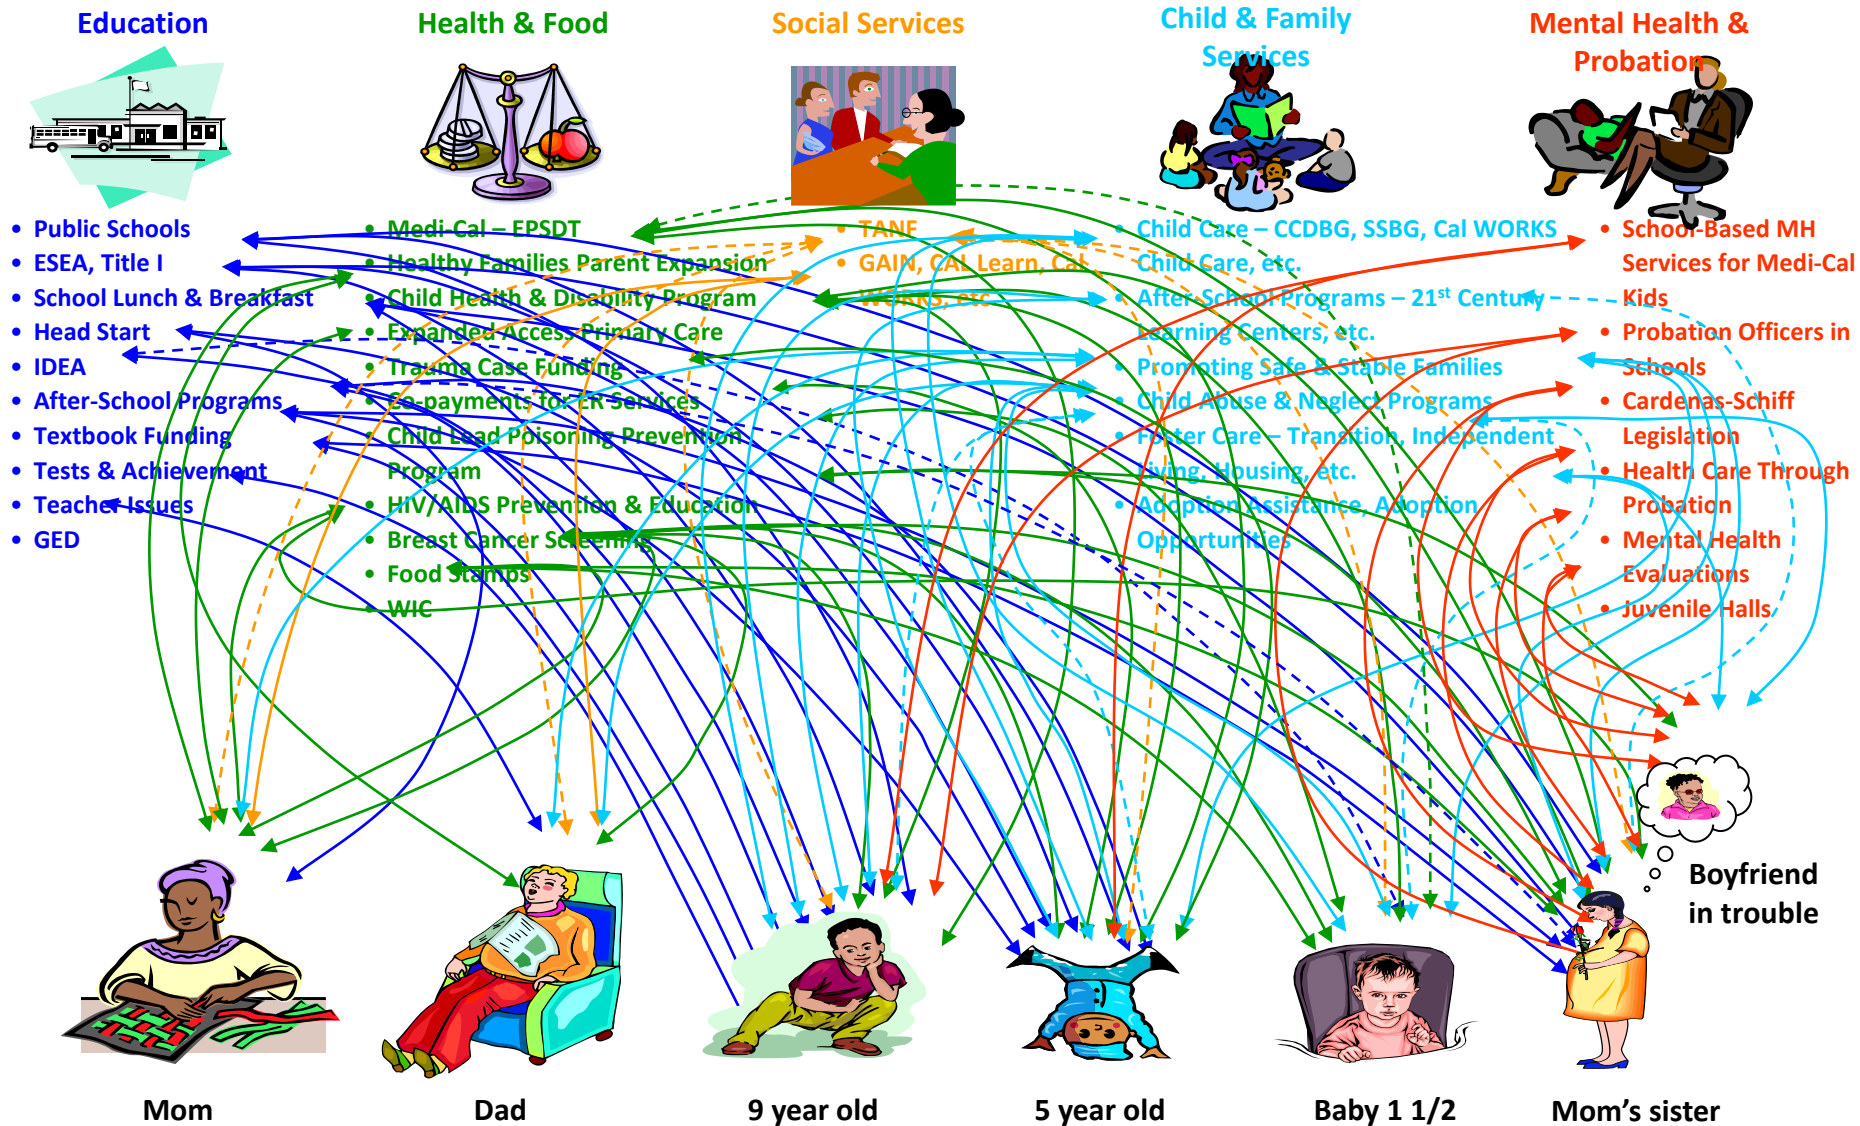 Education
Health & Food
Social Services
Child & Family
Services
Mental Health &
Probation
• Public Schools
• ESEA, Title I
• School Lunch & Breakfast
• Head Start
• IDEA
• After-School Programs
• Textbook Funding
• Tests & Achievement
• Teacher Issues
• GED
• Medi-Cal – EPSDT
• Healthy Families Parent Expansion
• Child Health & Disability Program
• Expanded Access Primary Care
• Trauma Case Funding
• Co-payments for ER Services
• Child Lead Poisoning Prevention
Program
• HIV/AIDS Prevention & Education
• Breast Cancer Screening
• Food Stamps
• WIC
• TANF
• GAIN, CAL Learn, Cal
WORKS, etc.
• Child Care – CCDBG, SSBG, Cal WORKS
Child Care, etc.
• After-School Programs – 21st Century
Learning Centers, etc.
• Promoting Safe & Stable Families
• Child Abuse & Neglect Programs
• Foster Care – Transition, Independent
Living, Housing, etc.
• Adoption Assistance, Adoption
Opportunities
• School-Based MH
Services for Medi-Cal
Kids
• Probation Officers in
Schools
• Cardenas-Schiff
Legislation
• Health Care Through
Probation
• Mental Health
Evaluations
• Juvenile Halls
Boyfriend
in trouble
Mom
Dad
9 year old
5 year old
Baby 1 1/2
Mom's sister